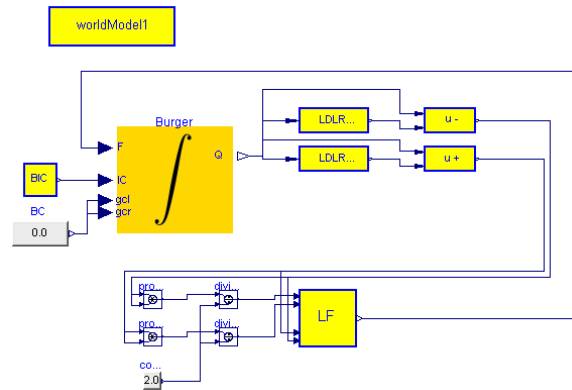 worldModel1
Burger
F
Q
IC
gcl
gcr
BIC
BC
0.0
LDLR...
u -
LDLR...
u +
pro...
divi...
pro...
divi...
LF
co...
2.0